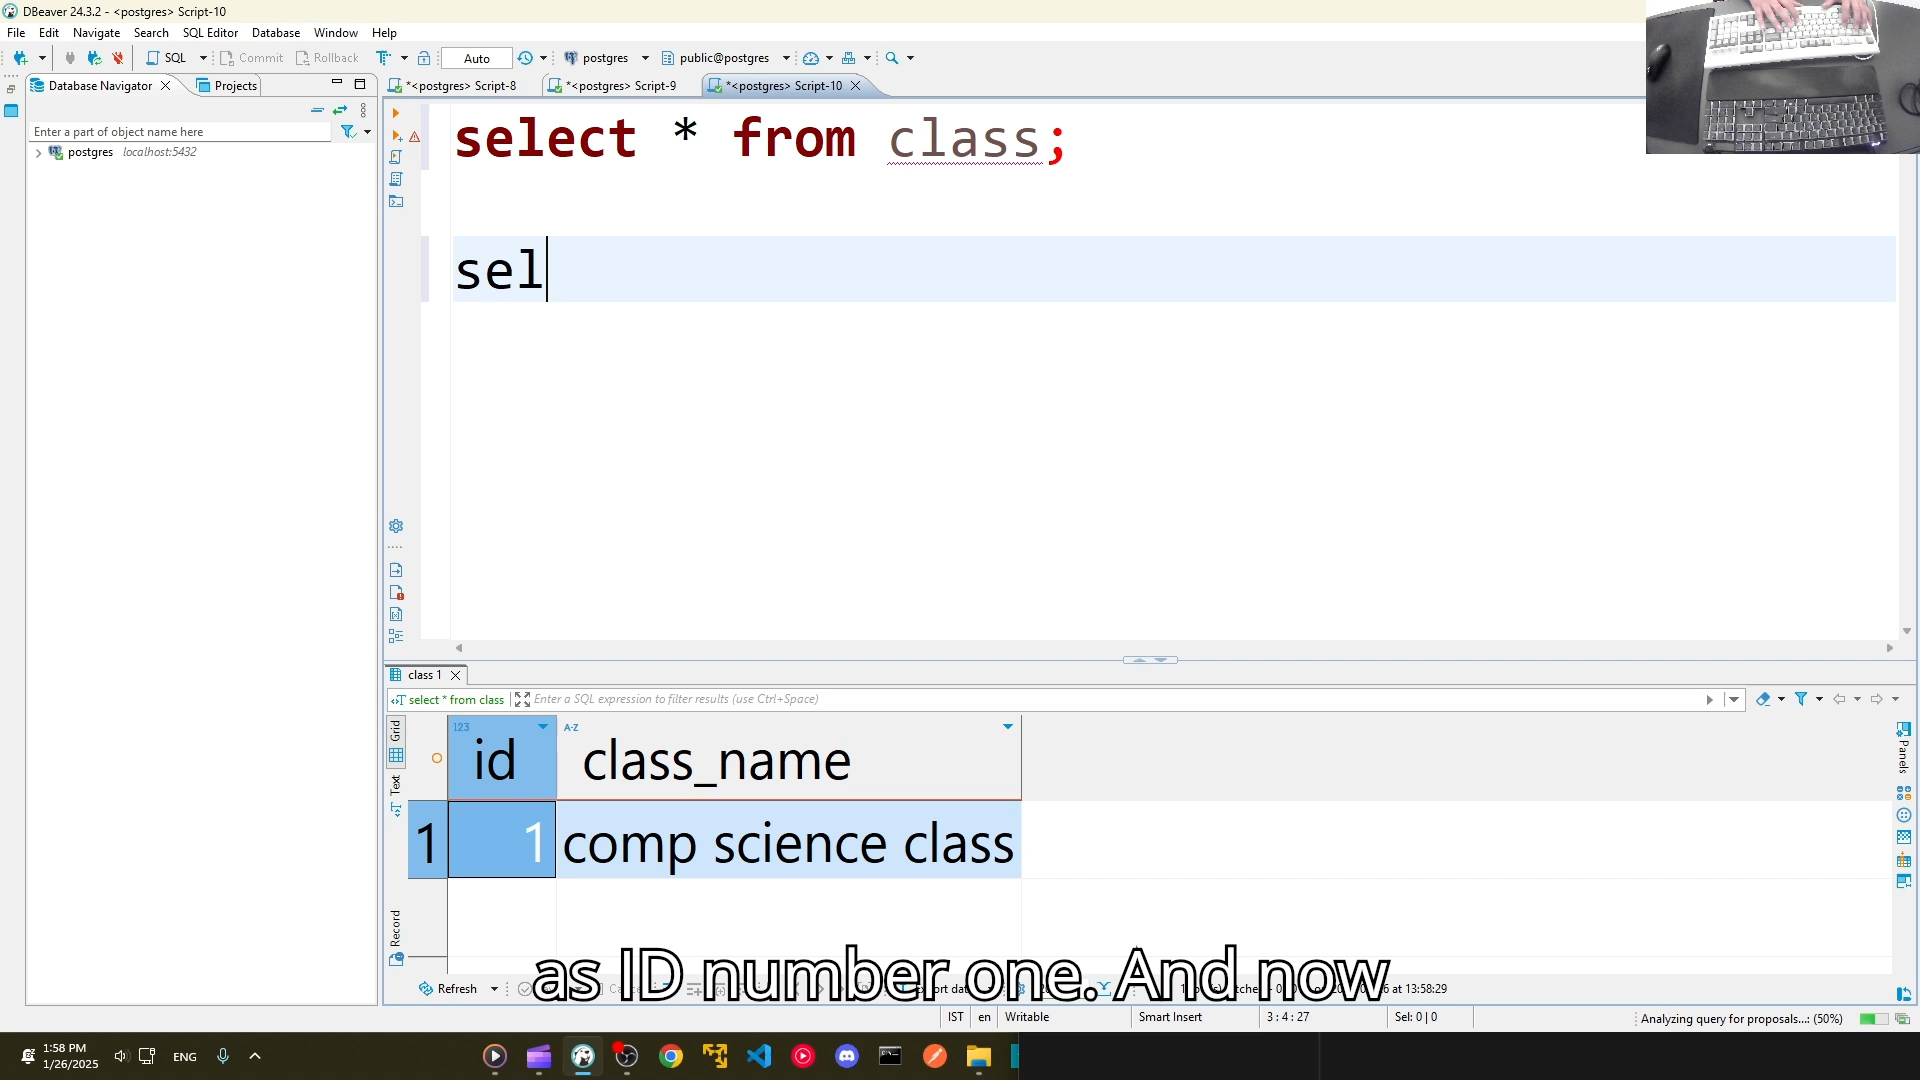 DBeaver 24.3.2 - <postgres> Script-10
File Edit Navigate Search SQL Editor Database Window Help
SQL Commit Rollback Auto postgres public@postgres
Database Navigator Projects
*<postgres> Script-8 *<postgres> Script-9 *<postgres> Script-10
Enter a part of object name here
postgres localhost:5432
select * from class;
sel
class 1
select * from class Enter a SQL expression to filter results (use Ctrl+Space)
Grid
Text
Record
Panels
123 id A-Z class_name
1 1 comp science class
as ID number one. And now
Refresh at 13:58:29
IST en Writable Smart Insert 3 : 4 : 27 Sel: 0 | 0 Analyzing query for proposals...: (50%)
1:58 PM
1/26/2025
ENG